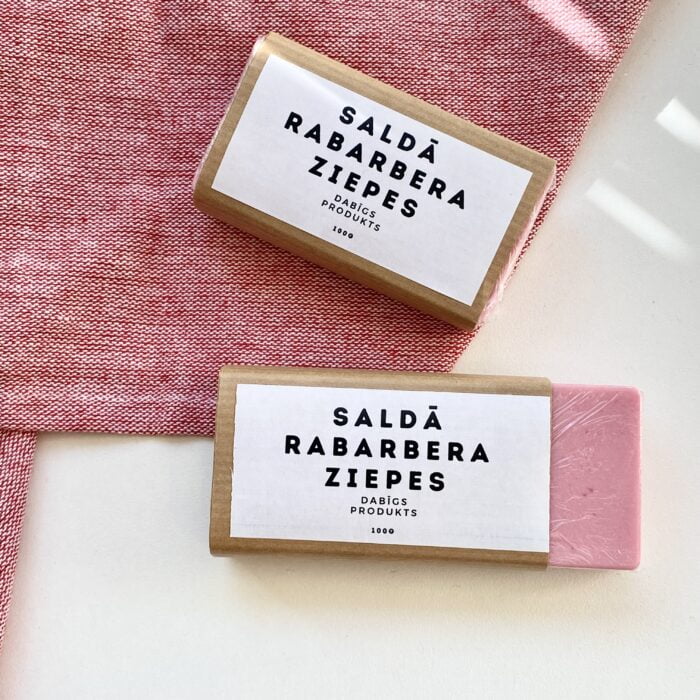 SALDĀ
RABARBERA
ZIEPES
DABĪGS
PRODUKTS
100G
SALDĀ
RABARBERA
ZIEPES
DABĪGS
PRODUKTS
100G